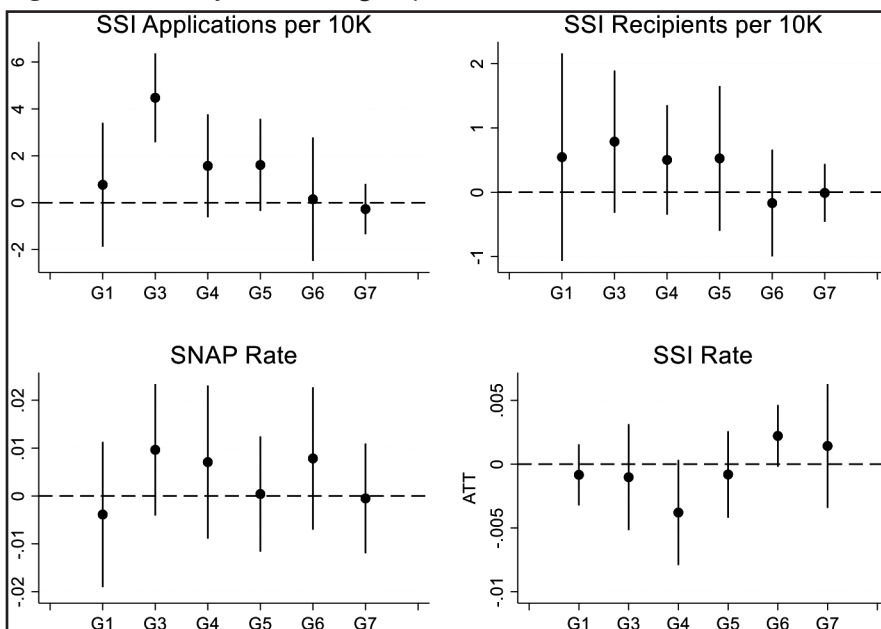 SSI Applications per 10K
6
4
2
0
-2
G1 G3 G4 G5 G6 G7
SSI Recipients per 10K
2
1
0
-1
G1 G3 G4 G5 G6 G7
SNAP Rate
.02
.01
0
-.01
-.02
G1 G3 G4 G5 G6 G7
SSI Rate
ATT
.005
0
-.005
-.01
G1 G3 G4 G5 G6 G7